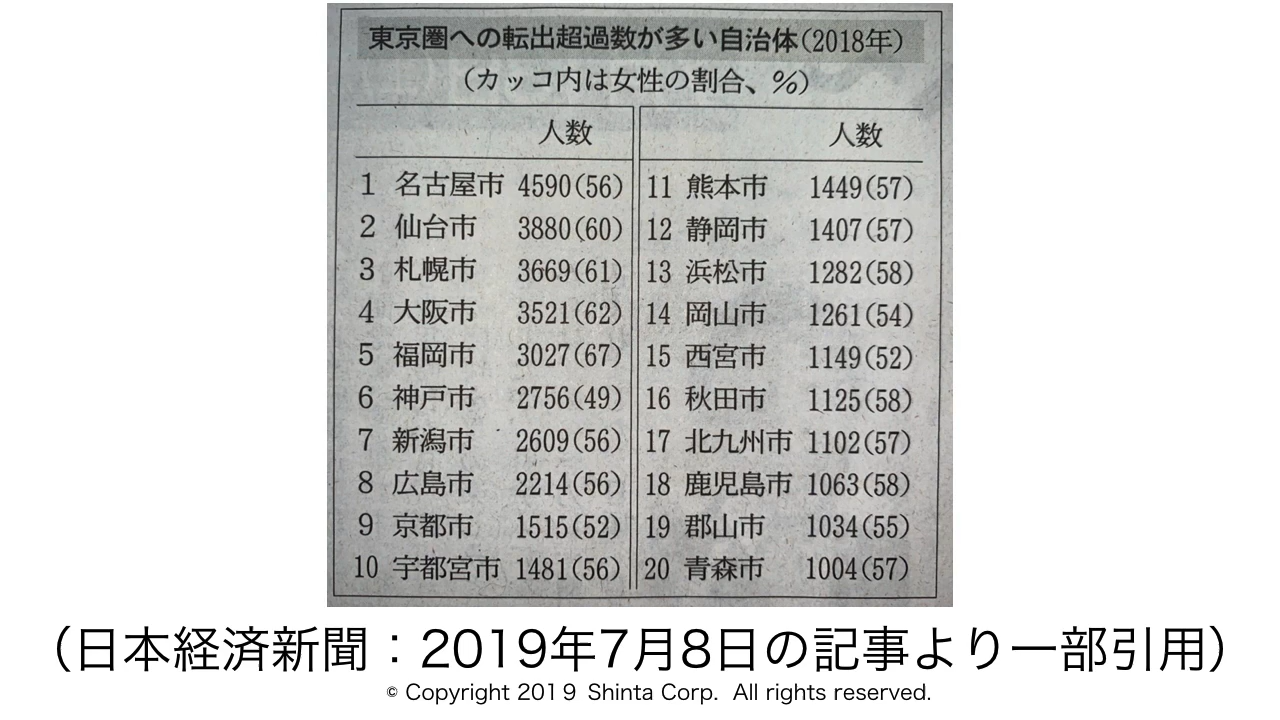 東京圏への転出超過数が多い自治体(2018年)
(カッコ内は女性の割合、%)
人数
1 名古屋市 4590(56)
2 仙台市 3880(60)
3 札幌市 3669(61)
4 大阪市 3521(62)
5 福岡市 3027(67)
6 神戸市 2756(49)
7 新潟市 2609(56)
8 広島市 2214(56)
9 京都市 1515(52)
10 宇都宮市 1481(56)
人数
11 熊本市 1449(57)
12 静岡市 1407(57)
13 浜松市 1282(58)
14 岡山市 1261(54)
15 西宮市 1149(52)
16 秋田市 1125(58)
17 北九州市 1102(57)
18 鹿児島市 1063(58)
19 郡山市 1034(55)
20 青森市 1004(57)
（日本経済新聞：2019年7月8日の記事より一部引用）
© Copyright 2019 Shinta Corp. All rights reserved.